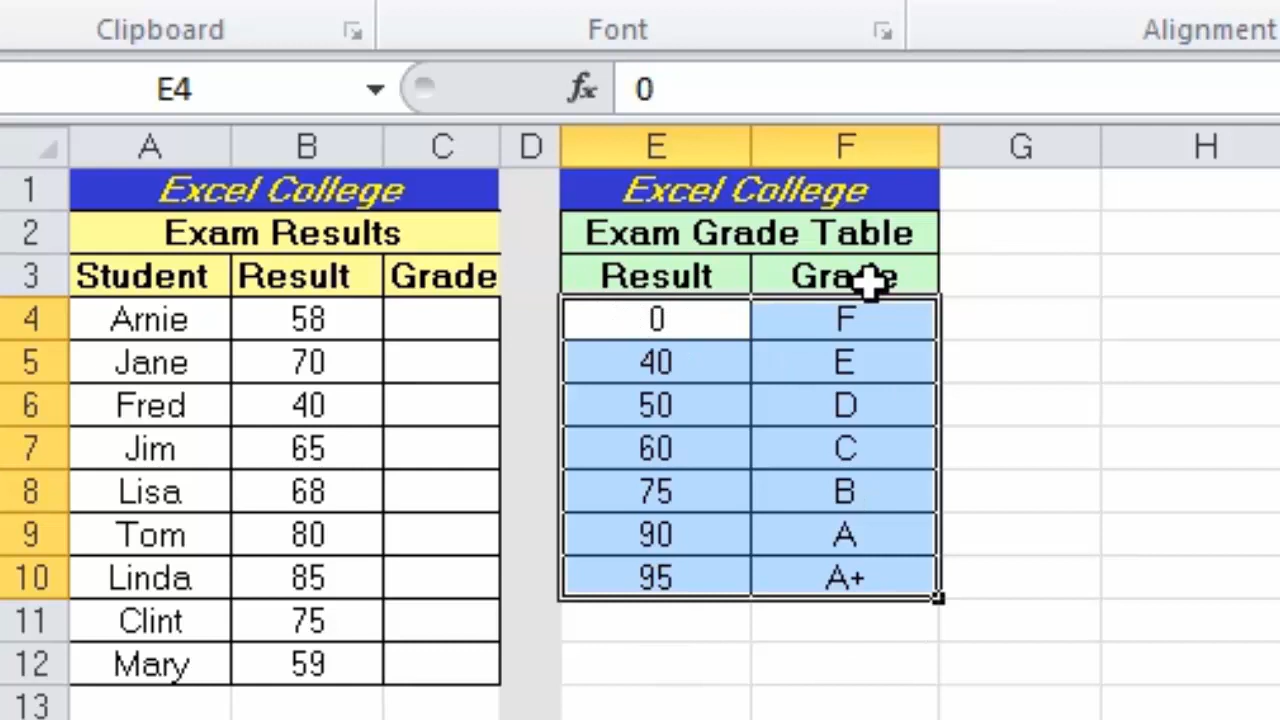 Clipboard Font Alignment
E4 fx 0
A B C D E F G H
1 Excel College Excel College
2 Exam Results Exam Grade Table
3 Student Result Grade Result Grade
4 Arnie 58 0 F
5 Jane 70 40 E
6 Fred 40 50 D
7 Jim 65 60 C
8 Lisa 68 75 B
9 Tom 80 90 A
10 Linda 85 95 A+
11 Clint 75
12 Mary 59
13